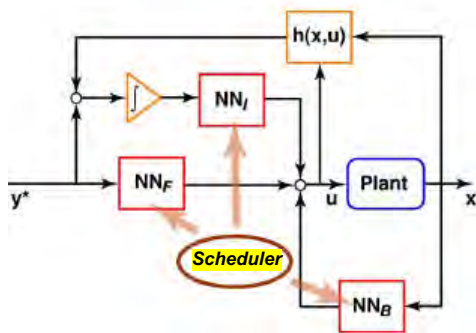 h(x,u)
∫
NN_I
NN_F
y*
u
Plant
x
Scheduler
NN_B